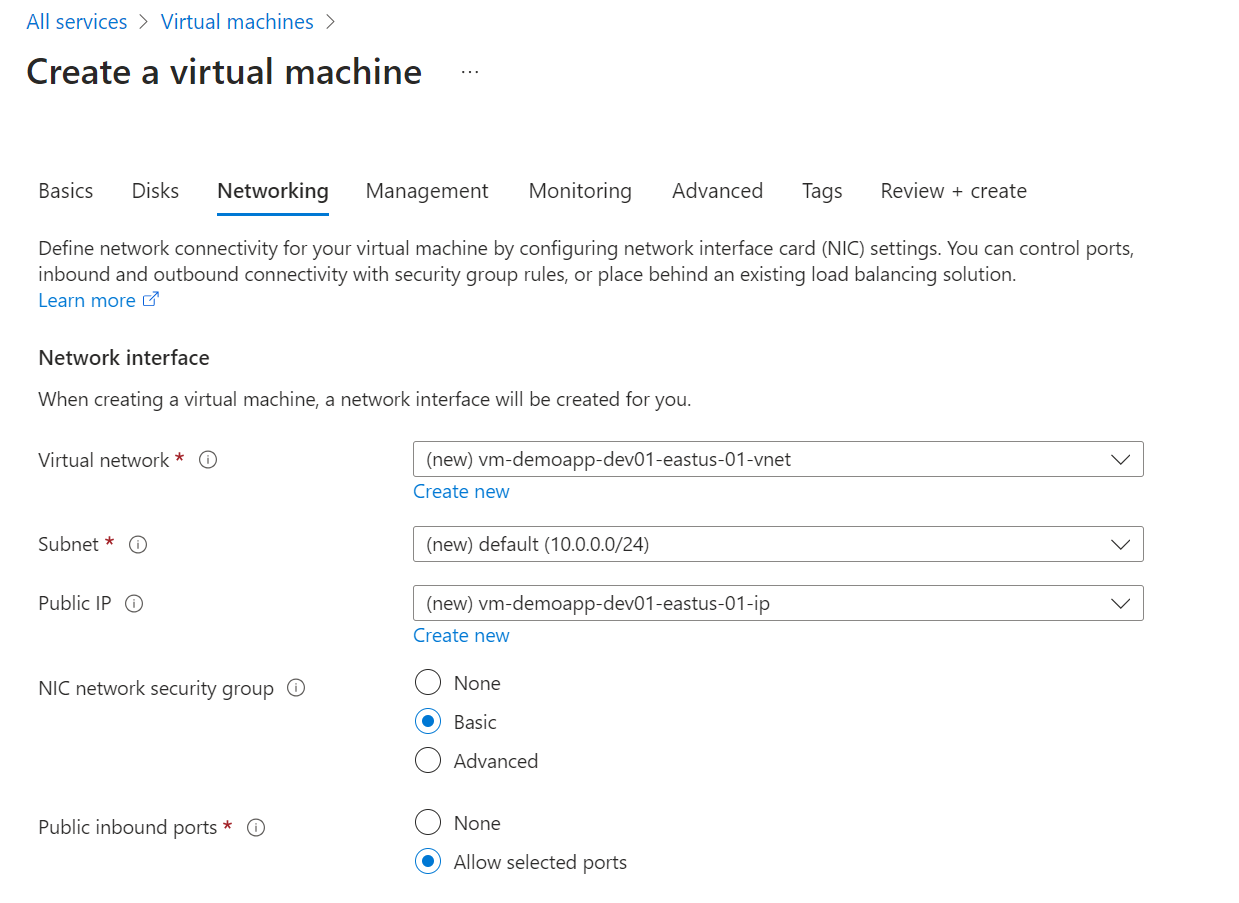 All services > Virtual machines >
Create a virtual machine ...
Basics Disks Networking Management Monitoring Advanced Tags Review + create
Define network connectivity for your virtual machine by configuring network interface card (NIC) settings. You can control ports,
inbound and outbound connectivity with security group rules, or place behind an existing load balancing solution.
Learn more
Network interface
When creating a virtual machine, a network interface will be created for you.
Virtual network * (new) vm-demoapp-dev01-eastus-01-vnet
Create new
Subnet * (new) default (10.0.0.0/24)
Public IP (new) vm-demoapp-dev01-eastus-01-ip
Create new
NIC network security group None
Basic
Advanced
Public inbound ports * None
Allow selected ports